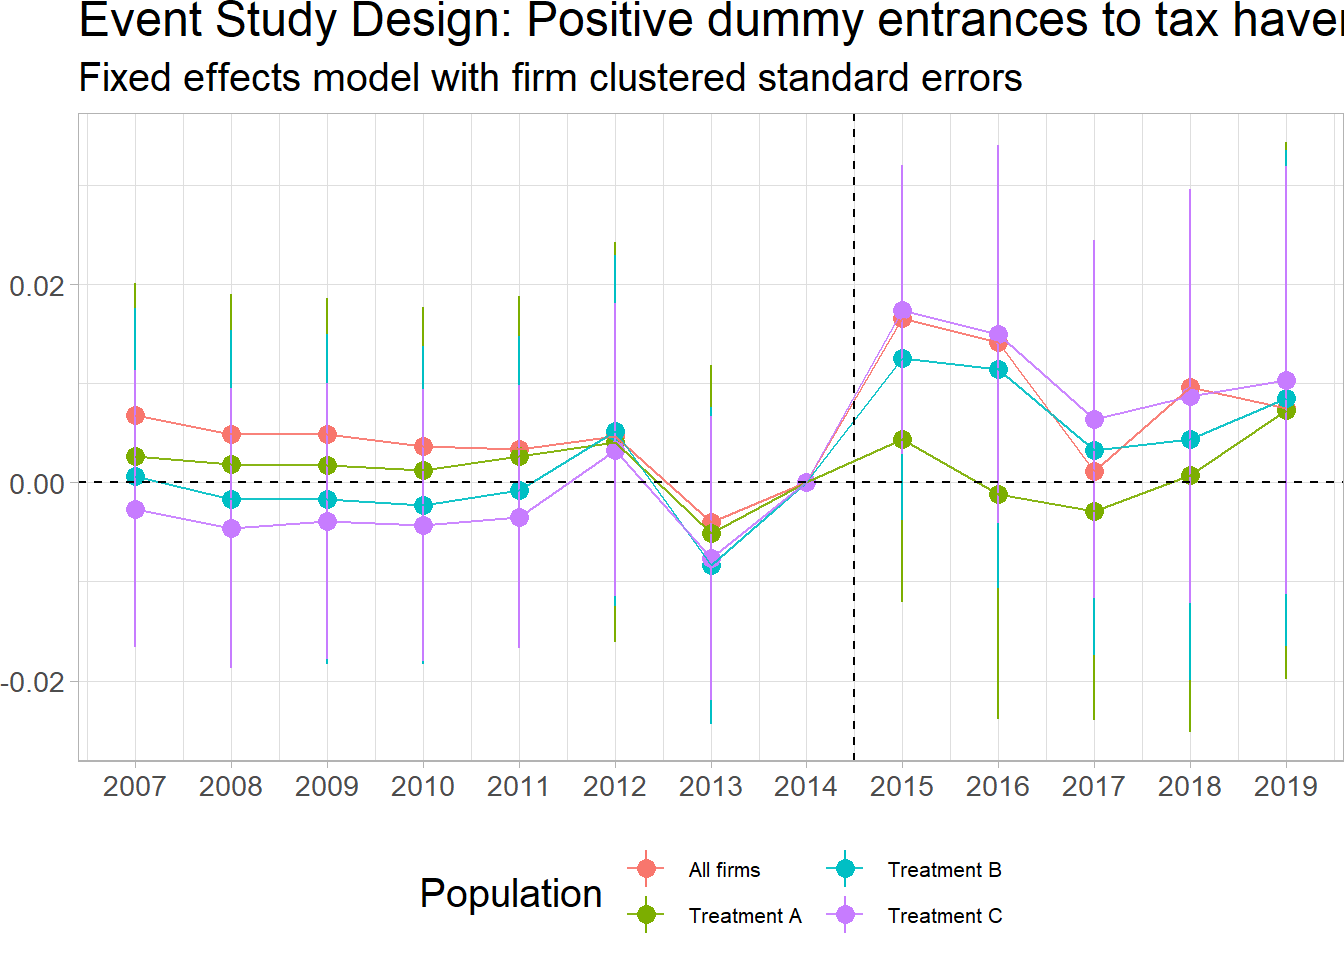 Event Study Design: Positive dummy entrances to tax haven
Fixed effects model with firm clustered standard errors
0.02
0.00
-0.02
2007 2008 2009 2010 2011 2012 2013 2014 2015 2016 2017 2018 2019
Population
All firms
Treatment B
Treatment A
Treatment C